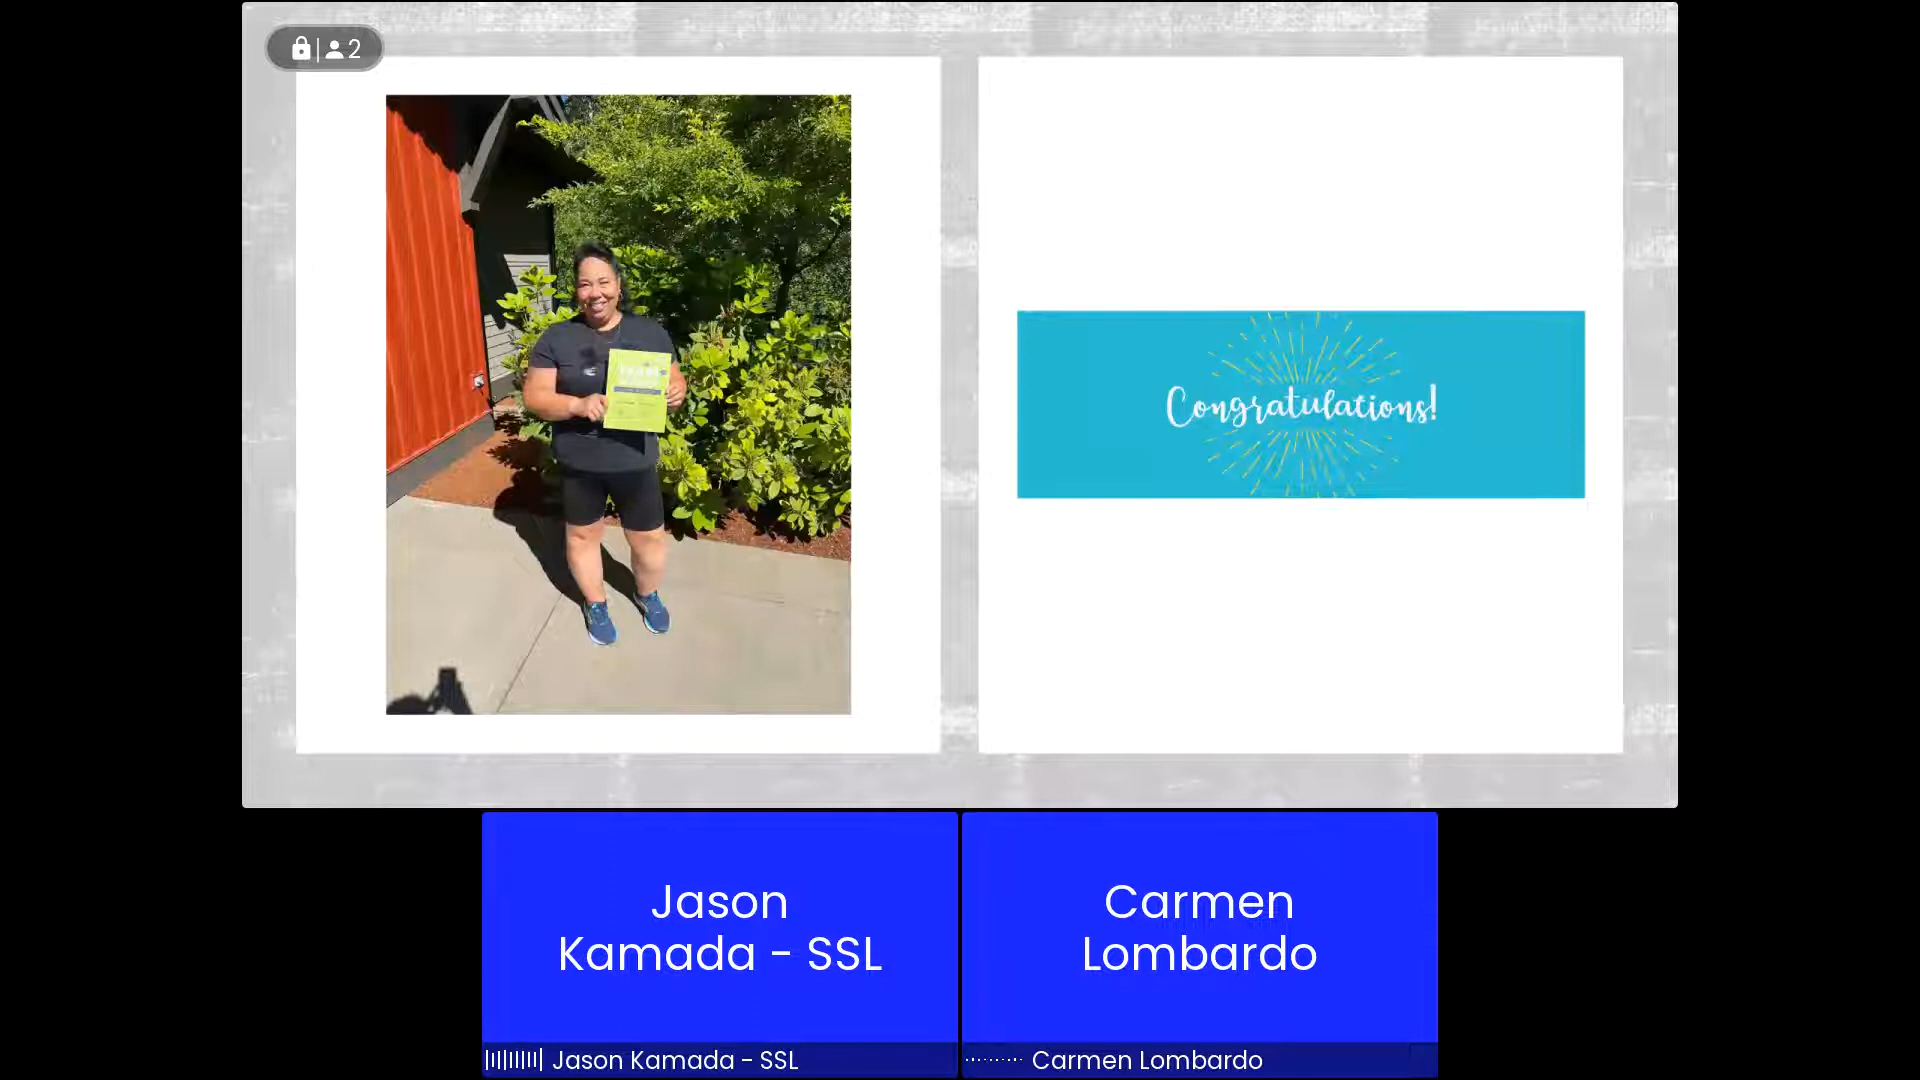 2
Congratulations!
Jason
Kamada - SSL
Carmen
Lombardo
Jason Kamada - SSL
Carmen Lombardo